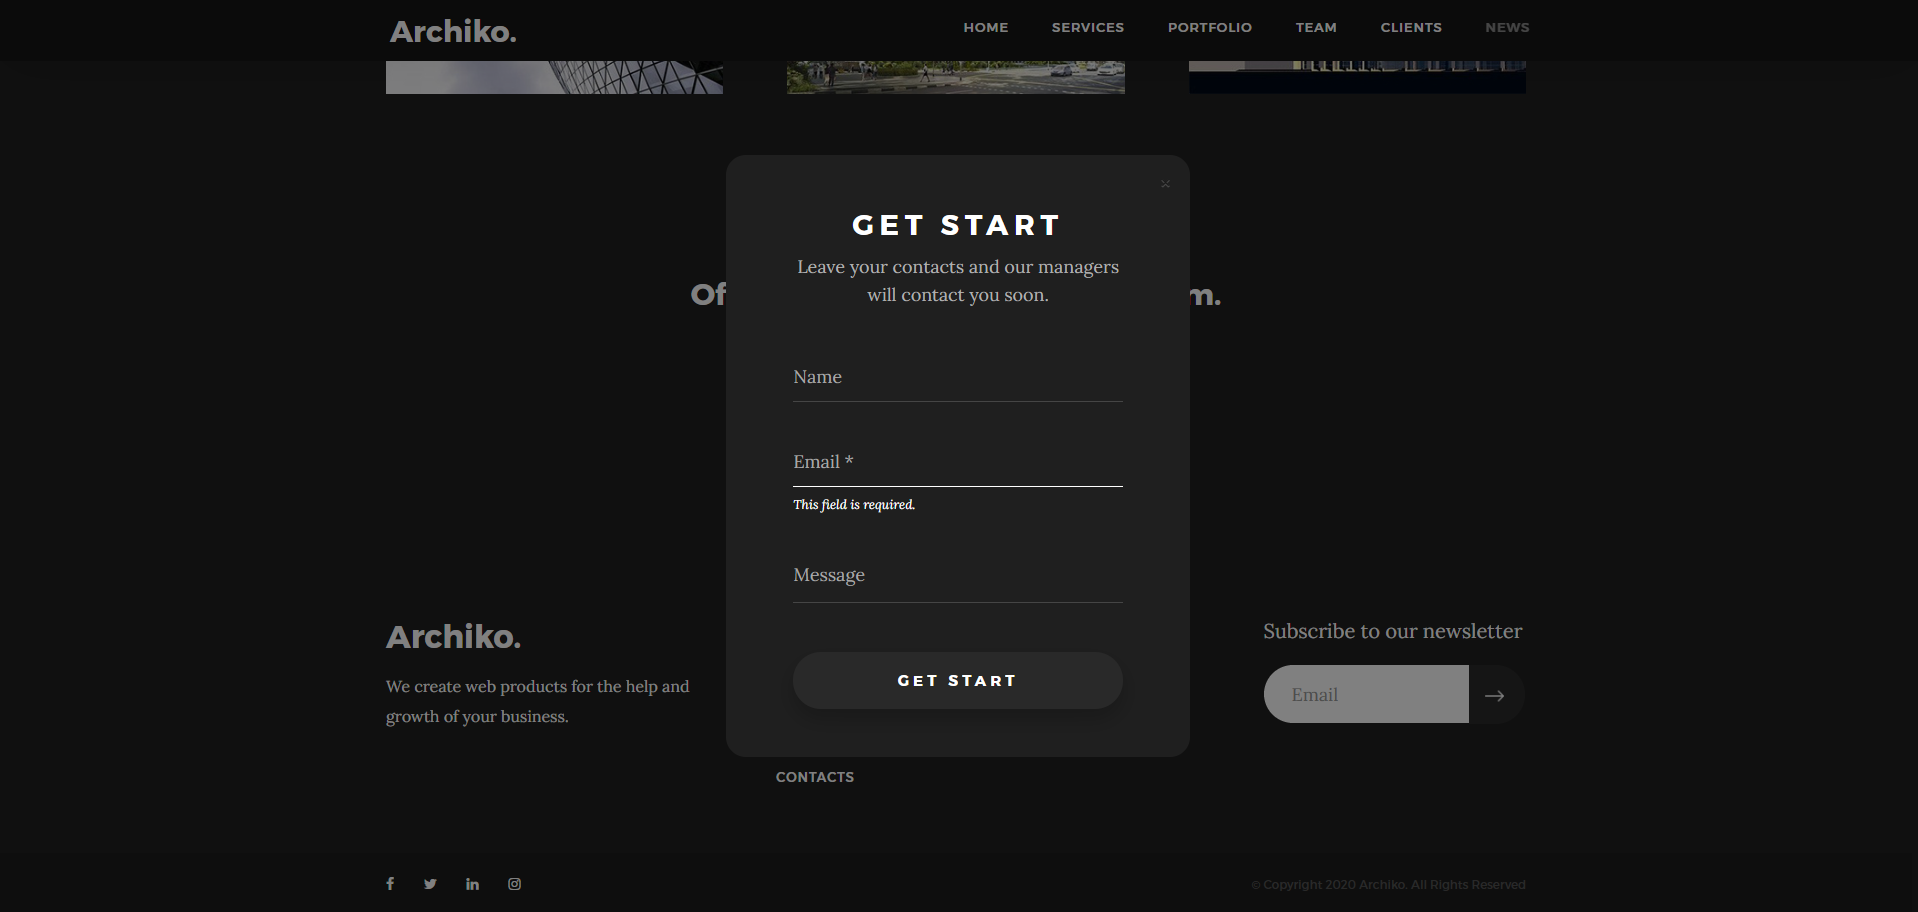 Archiko.
HOME
SERVICES
PORTFOLIO
TEAM
CLIENTS
NEWS
GET START
Leave your contacts and our managers
will contact you soon.
Of
m.
Name
Email *
This field is required.
Message
GET START
Archiko.
We create web products for the help and
growth of your business.
CONTACTS
Subscribe to our newsletter
Email
© Copyright 2020 Archiko. All Rights Reserved